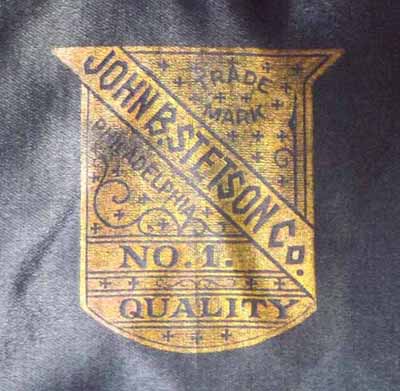 TRADE
MARK
JOHN B. STETSON Co.
PHILADELPHIA
NO. 1.
QUALITY